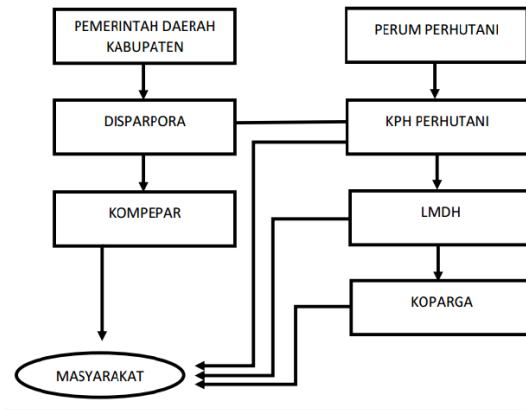 PEMERINTAH DAERAH
KABUPATEN
PERUM PERHUTANI
DISPARPORA
KPH PERHUTANI
KOMPEPAR
LMDH
KOPARGA
MASYARAKAT